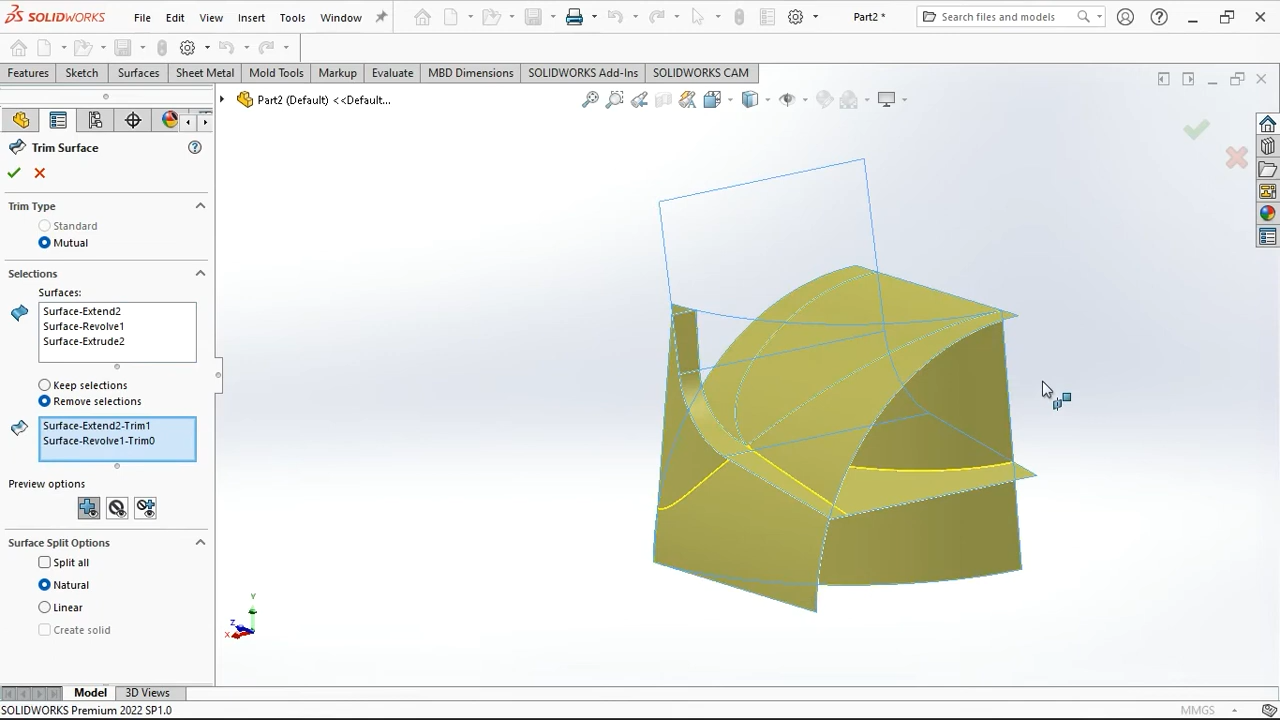 SOLIDWORKS File Edit View Insert Tools Window Part2 * Search files and models
Features Sketch Surfaces Sheet Metal Mold Tools Markup Evaluate MBD Dimensions SOLIDWORKS Add-Ins SOLIDWORKS CAM
Part2 (Default) <<Default...
Trim Surface
Trim Type
Standard
Mutual
Selections
Surfaces:
Surface-Extend2
Surface-Revolve1
Surface-Extrude2
Keep selections
Remove selections
Surface-Extend2-Trim1
Surface-Revolve1-Trim0
Preview options
Surface Split Options
Split all
Natural
Linear
Create solid
Y
Z
X
Model 3D Views
SOLIDWORKS Premium 2022 SP1.0 MMGS